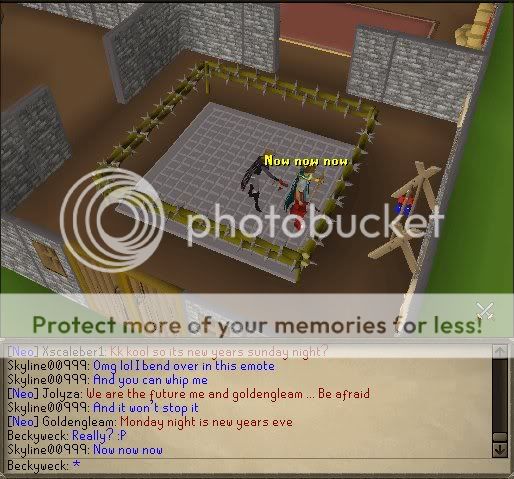 Now now now
photobucket
Protect more of your memories for less!
[Neo] Xscaleber1: Kk kool so its new years sunday night?
Skyline00999: Omg lol I bend over in this emote
Skyline00999: And you can whip me
[Neo] Jolyza: We are the future me and goldengleam ... Be afraid
Skyline00999: And it won't stop it
[Neo] Goldengleam: Monday night is new years eve
Beckyweck: Really? :P
Skyline00999: Now now now
Beckyweck: *